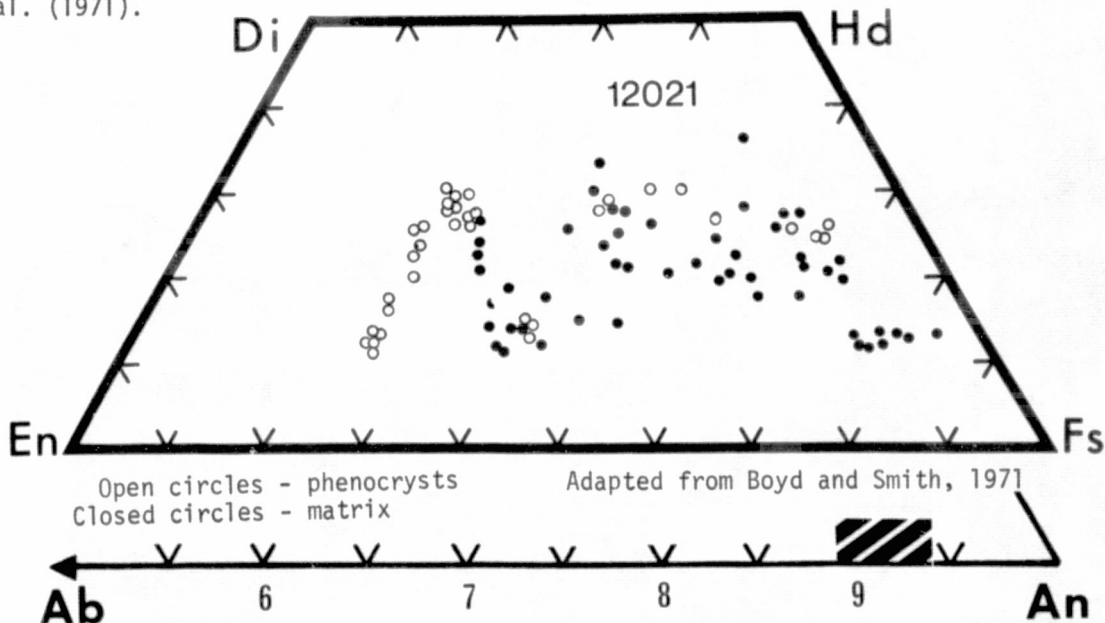 al. (1971).
Di
Hd
12021
En
Fs
Open circles - phenocrysts
Closed circles - matrix
Adapted from Boyd and Smith, 1971
6 7 8 9
Ab
An